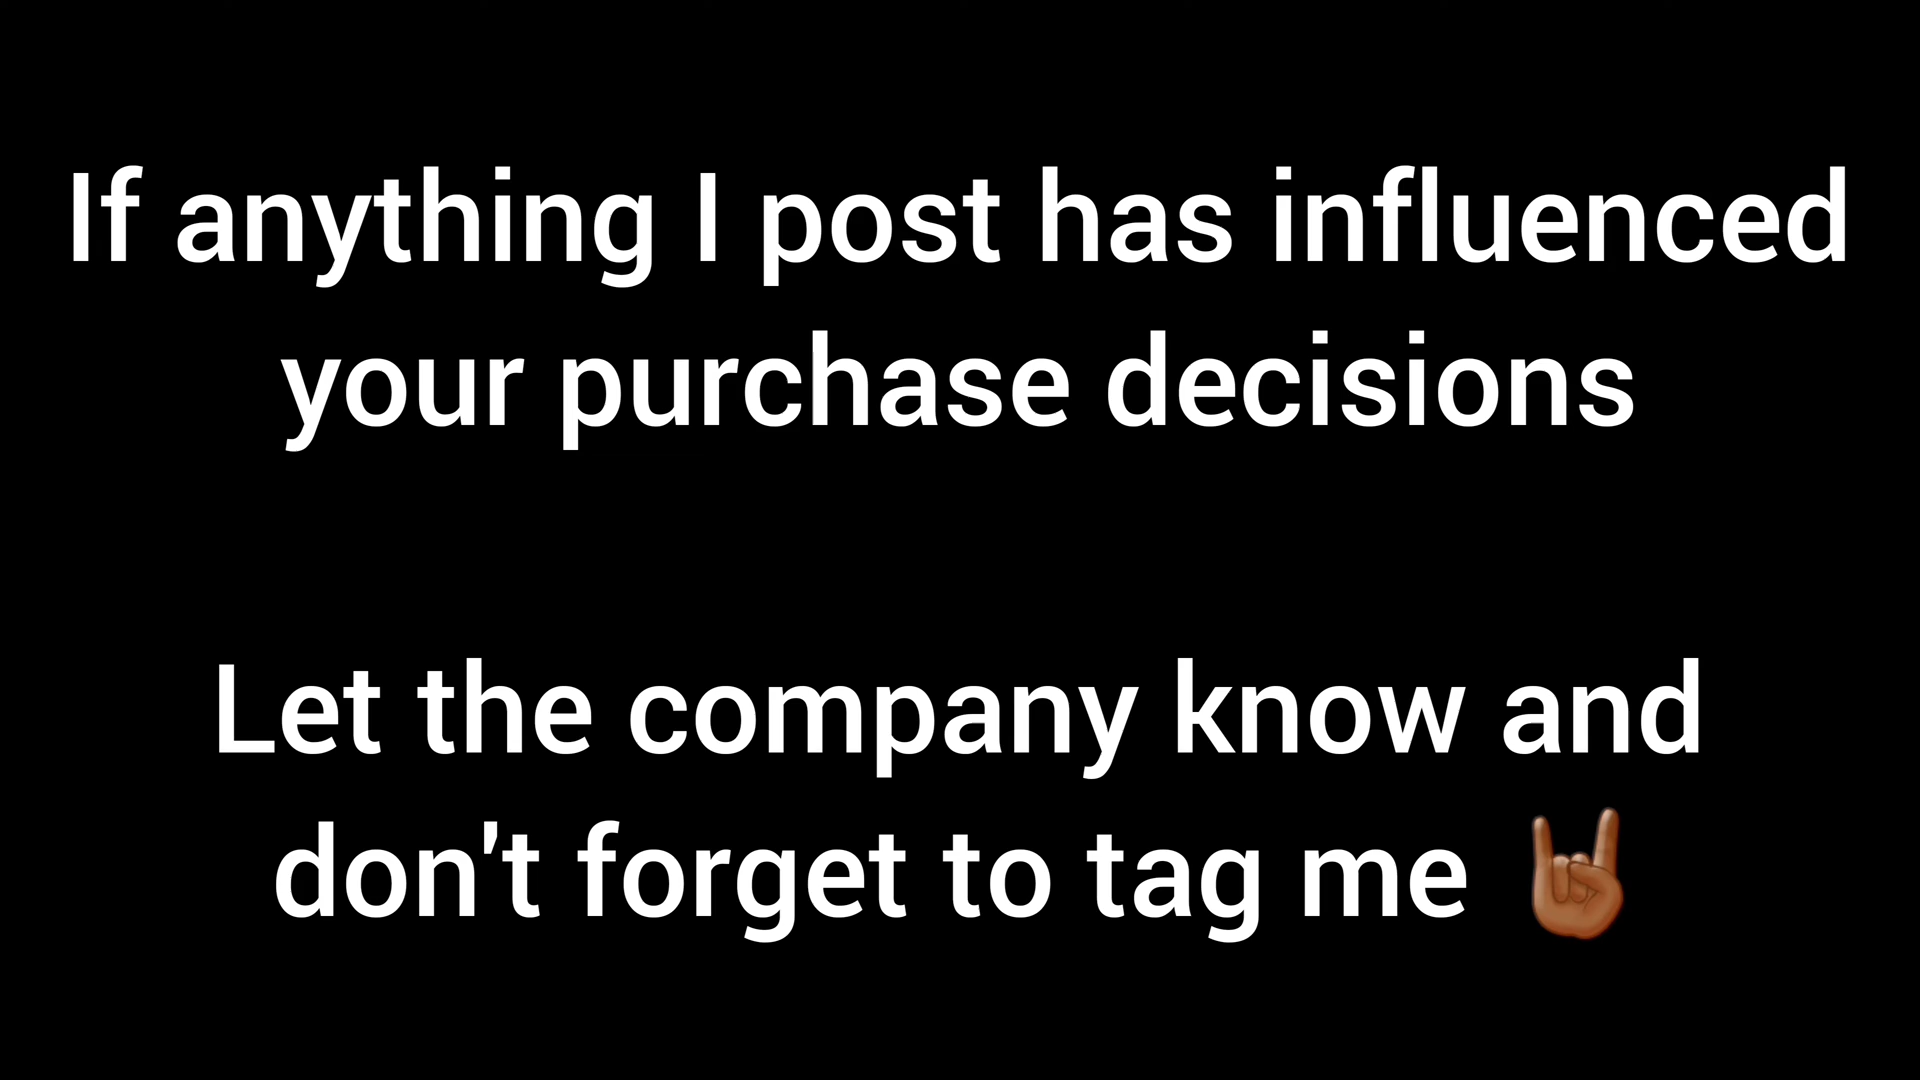 If anything I post has influenced
your purchase decisions
Let the company know and
don't forget to tag me 🤘🏾